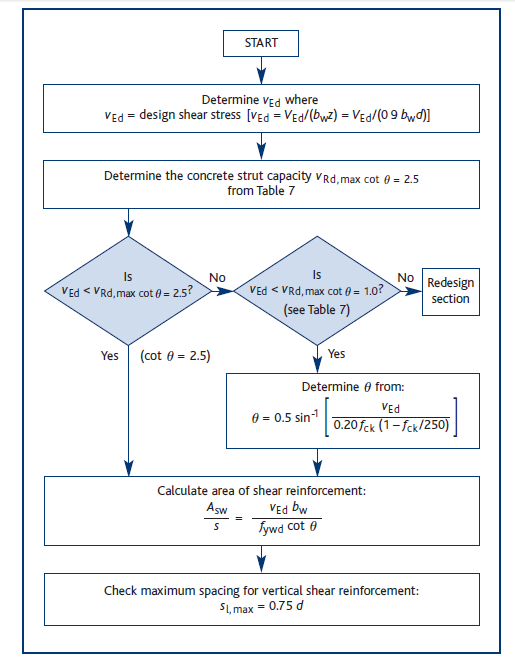 START
Determine vEd where
vEd = design shear stress [vEd = VEd/(bwz) = VEd/(0 9 bwd)]
Determine the concrete strut capacity vRd, max cot θ = 2.5
from Table 7
Is
vEd < vRd, max cot θ = 2.5?
No
Is
vEd < vRd, max cot θ = 1.0?
(see Table 7)
No
Redesign
section
Yes (cot θ = 2.5)
Yes
Determine θ from:
θ = 0.5 sin-1 [vEd
0.20 fck (1 – fck/250)]
Calculate area of shear reinforcement:
Asw vEd bw
s = fywd cot θ
Check maximum spacing for vertical shear reinforcement:
sl, max = 0.75 d